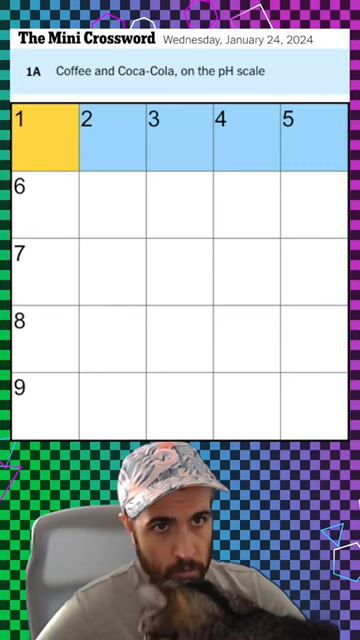 The Mini Crossword Wednesday, January 24, 2024
1A Coffee and Coca-Cola, on the pH scale
1 2 3 4 5
6
7
8
9